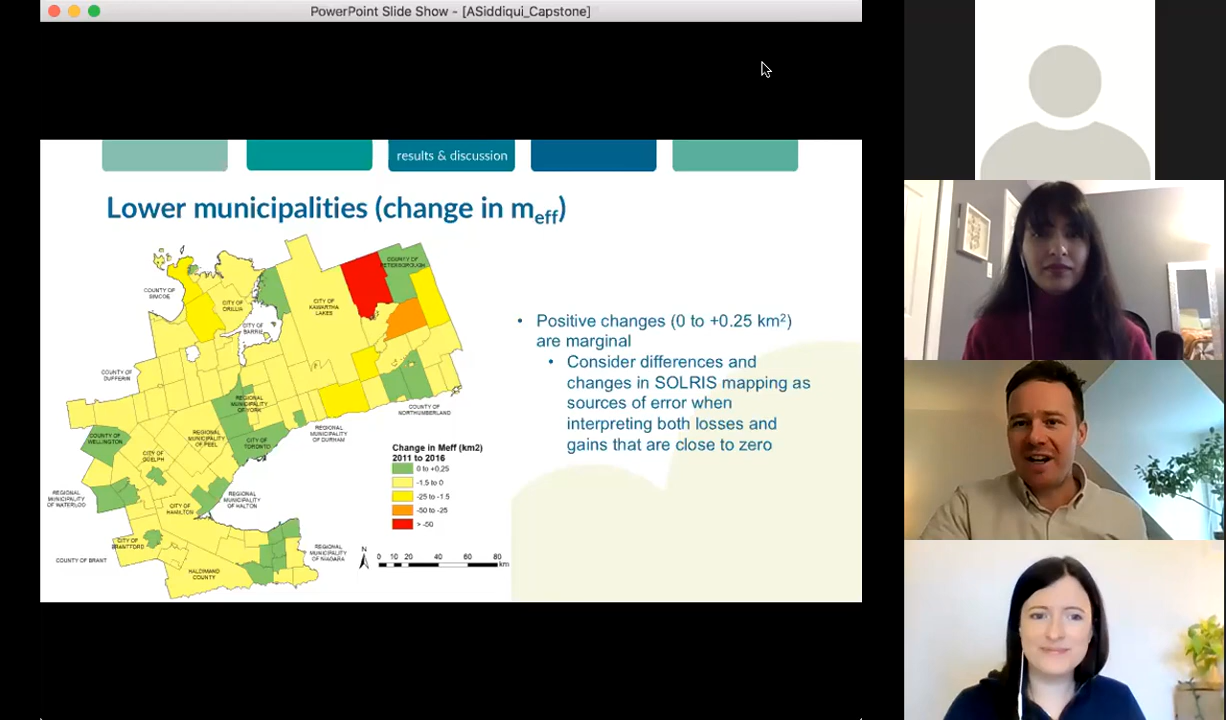 PowerPoint Slide Show - [ASiddiqui_Capstone]
results & discussion
Lower municipalities (change in meff)
COUNTY OF
PETERBOROUGH
COUNTY OF
SIMCOE
CITY OF
ORILLIA
CITY OF
KAWARTHA
LAKES
CITY OF
BARRIE
COUNTY OF
DUFFERIN
REGIONAL
MUNICIPALITY
OF YORK
COUNTY OF
NORTHUMBERLAND
REGIONAL
MUNICIPALITY
OF DURHAM
COUNTY OF
WELLINGTON
REGIONAL
MUNICIPALITY
OF PEEL
CITY OF
TORONTO
CITY OF
GUELPH
REGIONAL
MUNICIPALITY
OF WATERLOO
REGIONAL
MUNICIPALITY
OF HALTON
CITY OF
HAMILTON
CITY OF
BRANTFORD
COUNTY OF BRANT
REGIONAL
MUNICIPALITY
OF NIAGARA
HALDIMAND
COUNTY
Change in Meff (km2)
2011 to 2016
0 to +0.25
-1.5 to 0
-25 to -1.5
-50 to -25
> -50
N
0 10 20 40 60 80
km
• Positive changes (0 to +0.25 km²)
are marginal
• Consider differences and
changes in SOLRIS mapping as
sources of error when
interpreting both losses and
gains that are close to zero